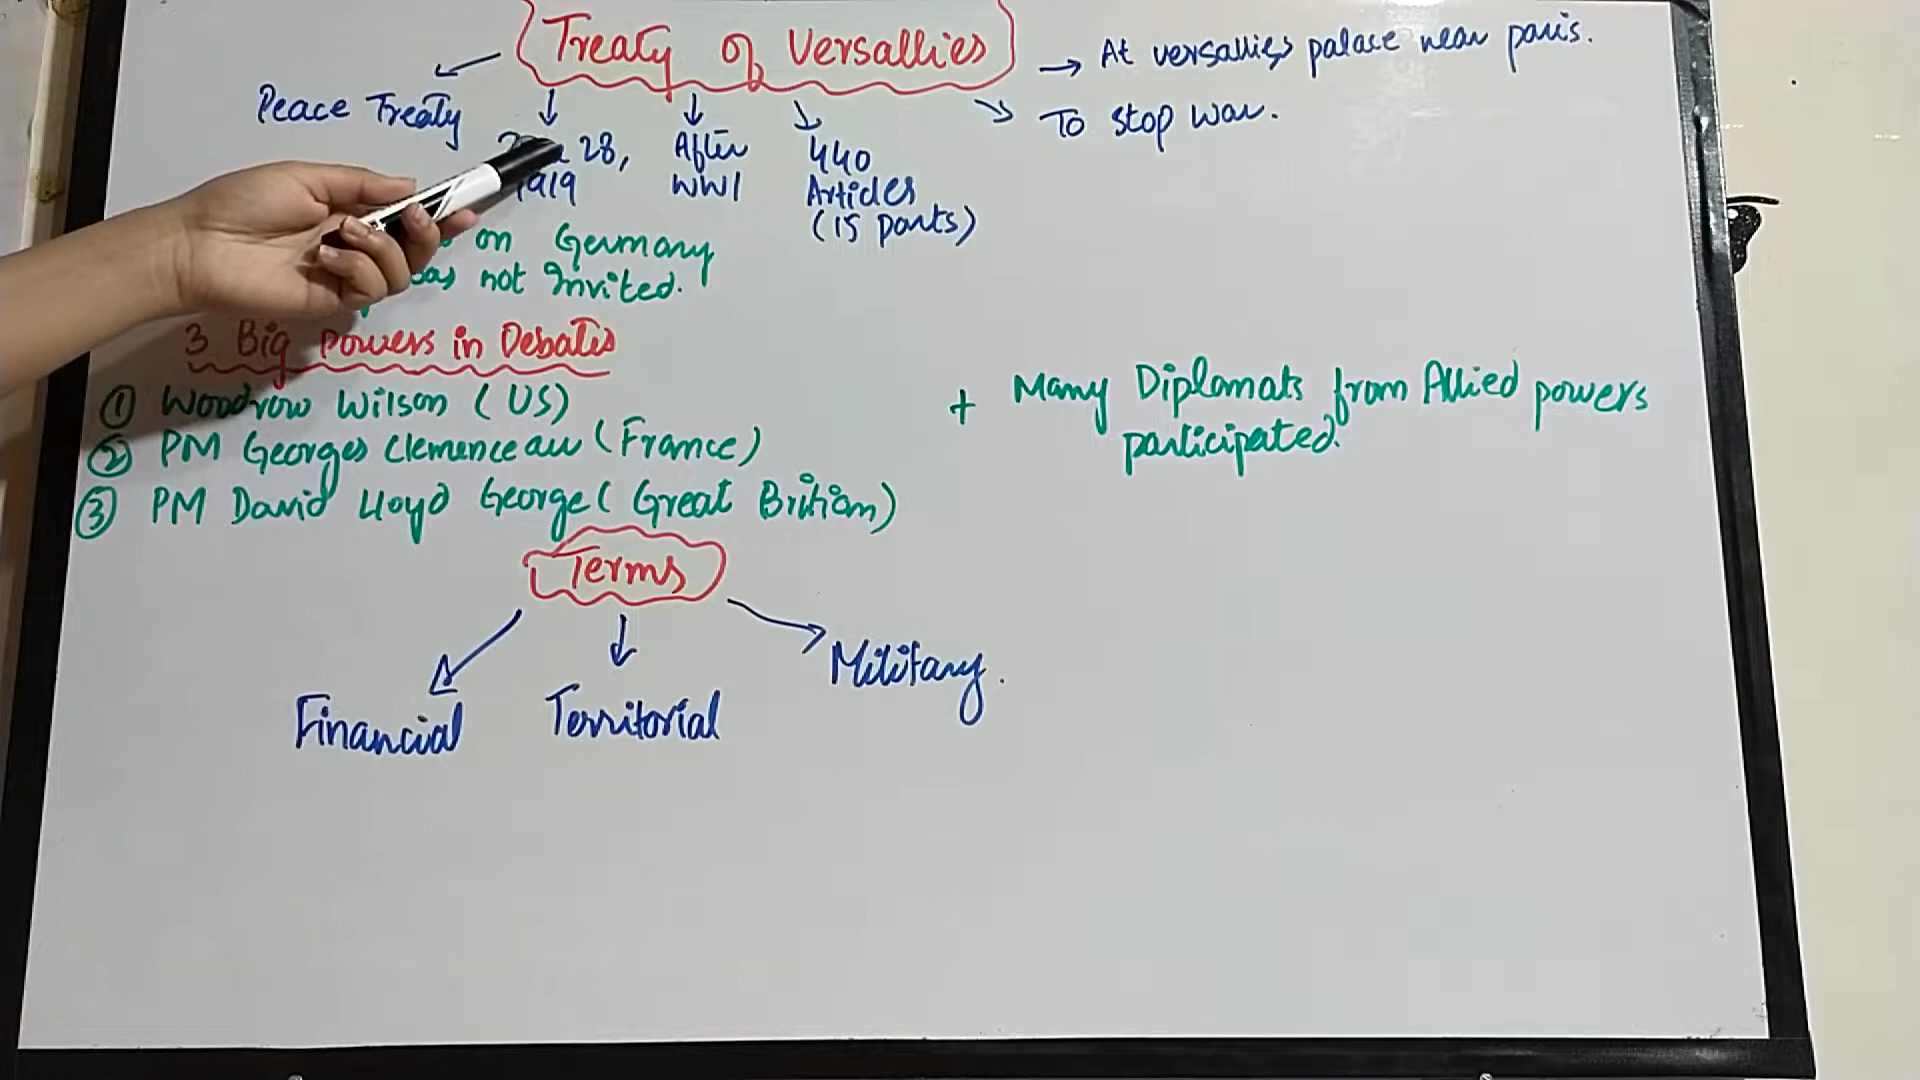 Treaty of Versallies
→ At versallies palace near paris.
Peace Treaty
→ To stop war.
28,
1919
After
WW1
440
Articles
(15 parts)
on Germany
was not Invited.
3 Big Powers in Debates
① Woodrow Wilson (US)
② PM Georges Clemenceau (France)
③ PM David Lloyd George (Great Britian)
+ Many Diplomats from Allied powers
participated.
Terms
Financial
Territorial
Military.